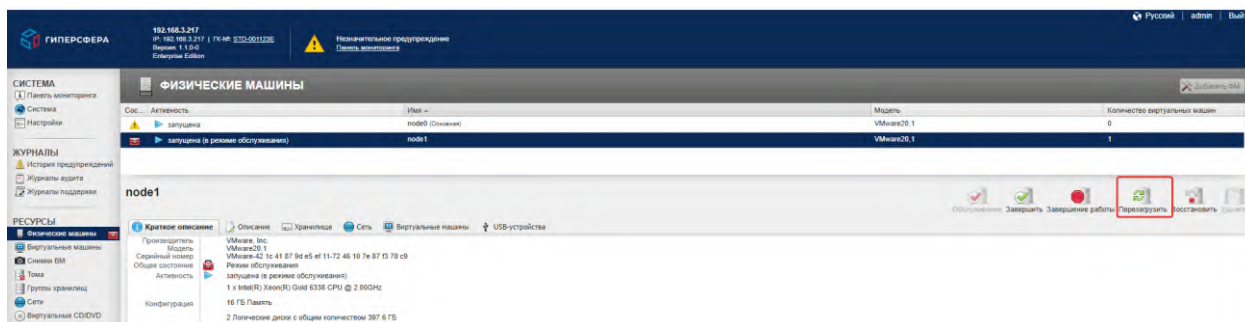 Русский | admin | Вый
ГИПЕРСФЕРА
192.168.3.217
IP: 192.168.3.217 | ПК-№: STD-001123E
Версия: 1.1.0-0
Enterprise Edition
Незначительное предупреждение
Панель мониторинга
СИСТЕМА
Панель мониторинга
Система
Настройки
ЖУРНАЛЫ
История предупреждений
Журналы аудита
Журналы поддержки
РЕСУРСЫ
Физические машины
Виртуальные машины
Снимки ВМ
Тома
Группы хранилищ
Сети
Виртуальные CD/DVD
ФИЗИЧЕСКИЕ МАШИНЫ
Добавить ФМ
Сос... Активность Имя Модель Количество виртуальных машин
запущена node0 (Основная) VMware20,1 0
запущена (в режиме обслуживания) node1 VMware20,1 1
node1
Обслуживание Завершить Завершение работы Перезагрузить Восстановить Удалить
Краткое описание Описание Хранилище Сеть Виртуальные машины USB-устройства
Производитель VMware, Inc.
Модель VMware20,1
Серийный номер VMware-42 1c 41 87 9d e5 ef 11-72 46 10 7e 87 f3 70 c9
Общее состояние Режим обслуживания
Активность запущена (в режиме обслуживания)
1 x Intel(R) Xeon(R) Gold 6338 CPU @ 2.00GHz
Конфигурация 16 ГБ Память
2 Логические диски с общим количеством 397.6 ГБ